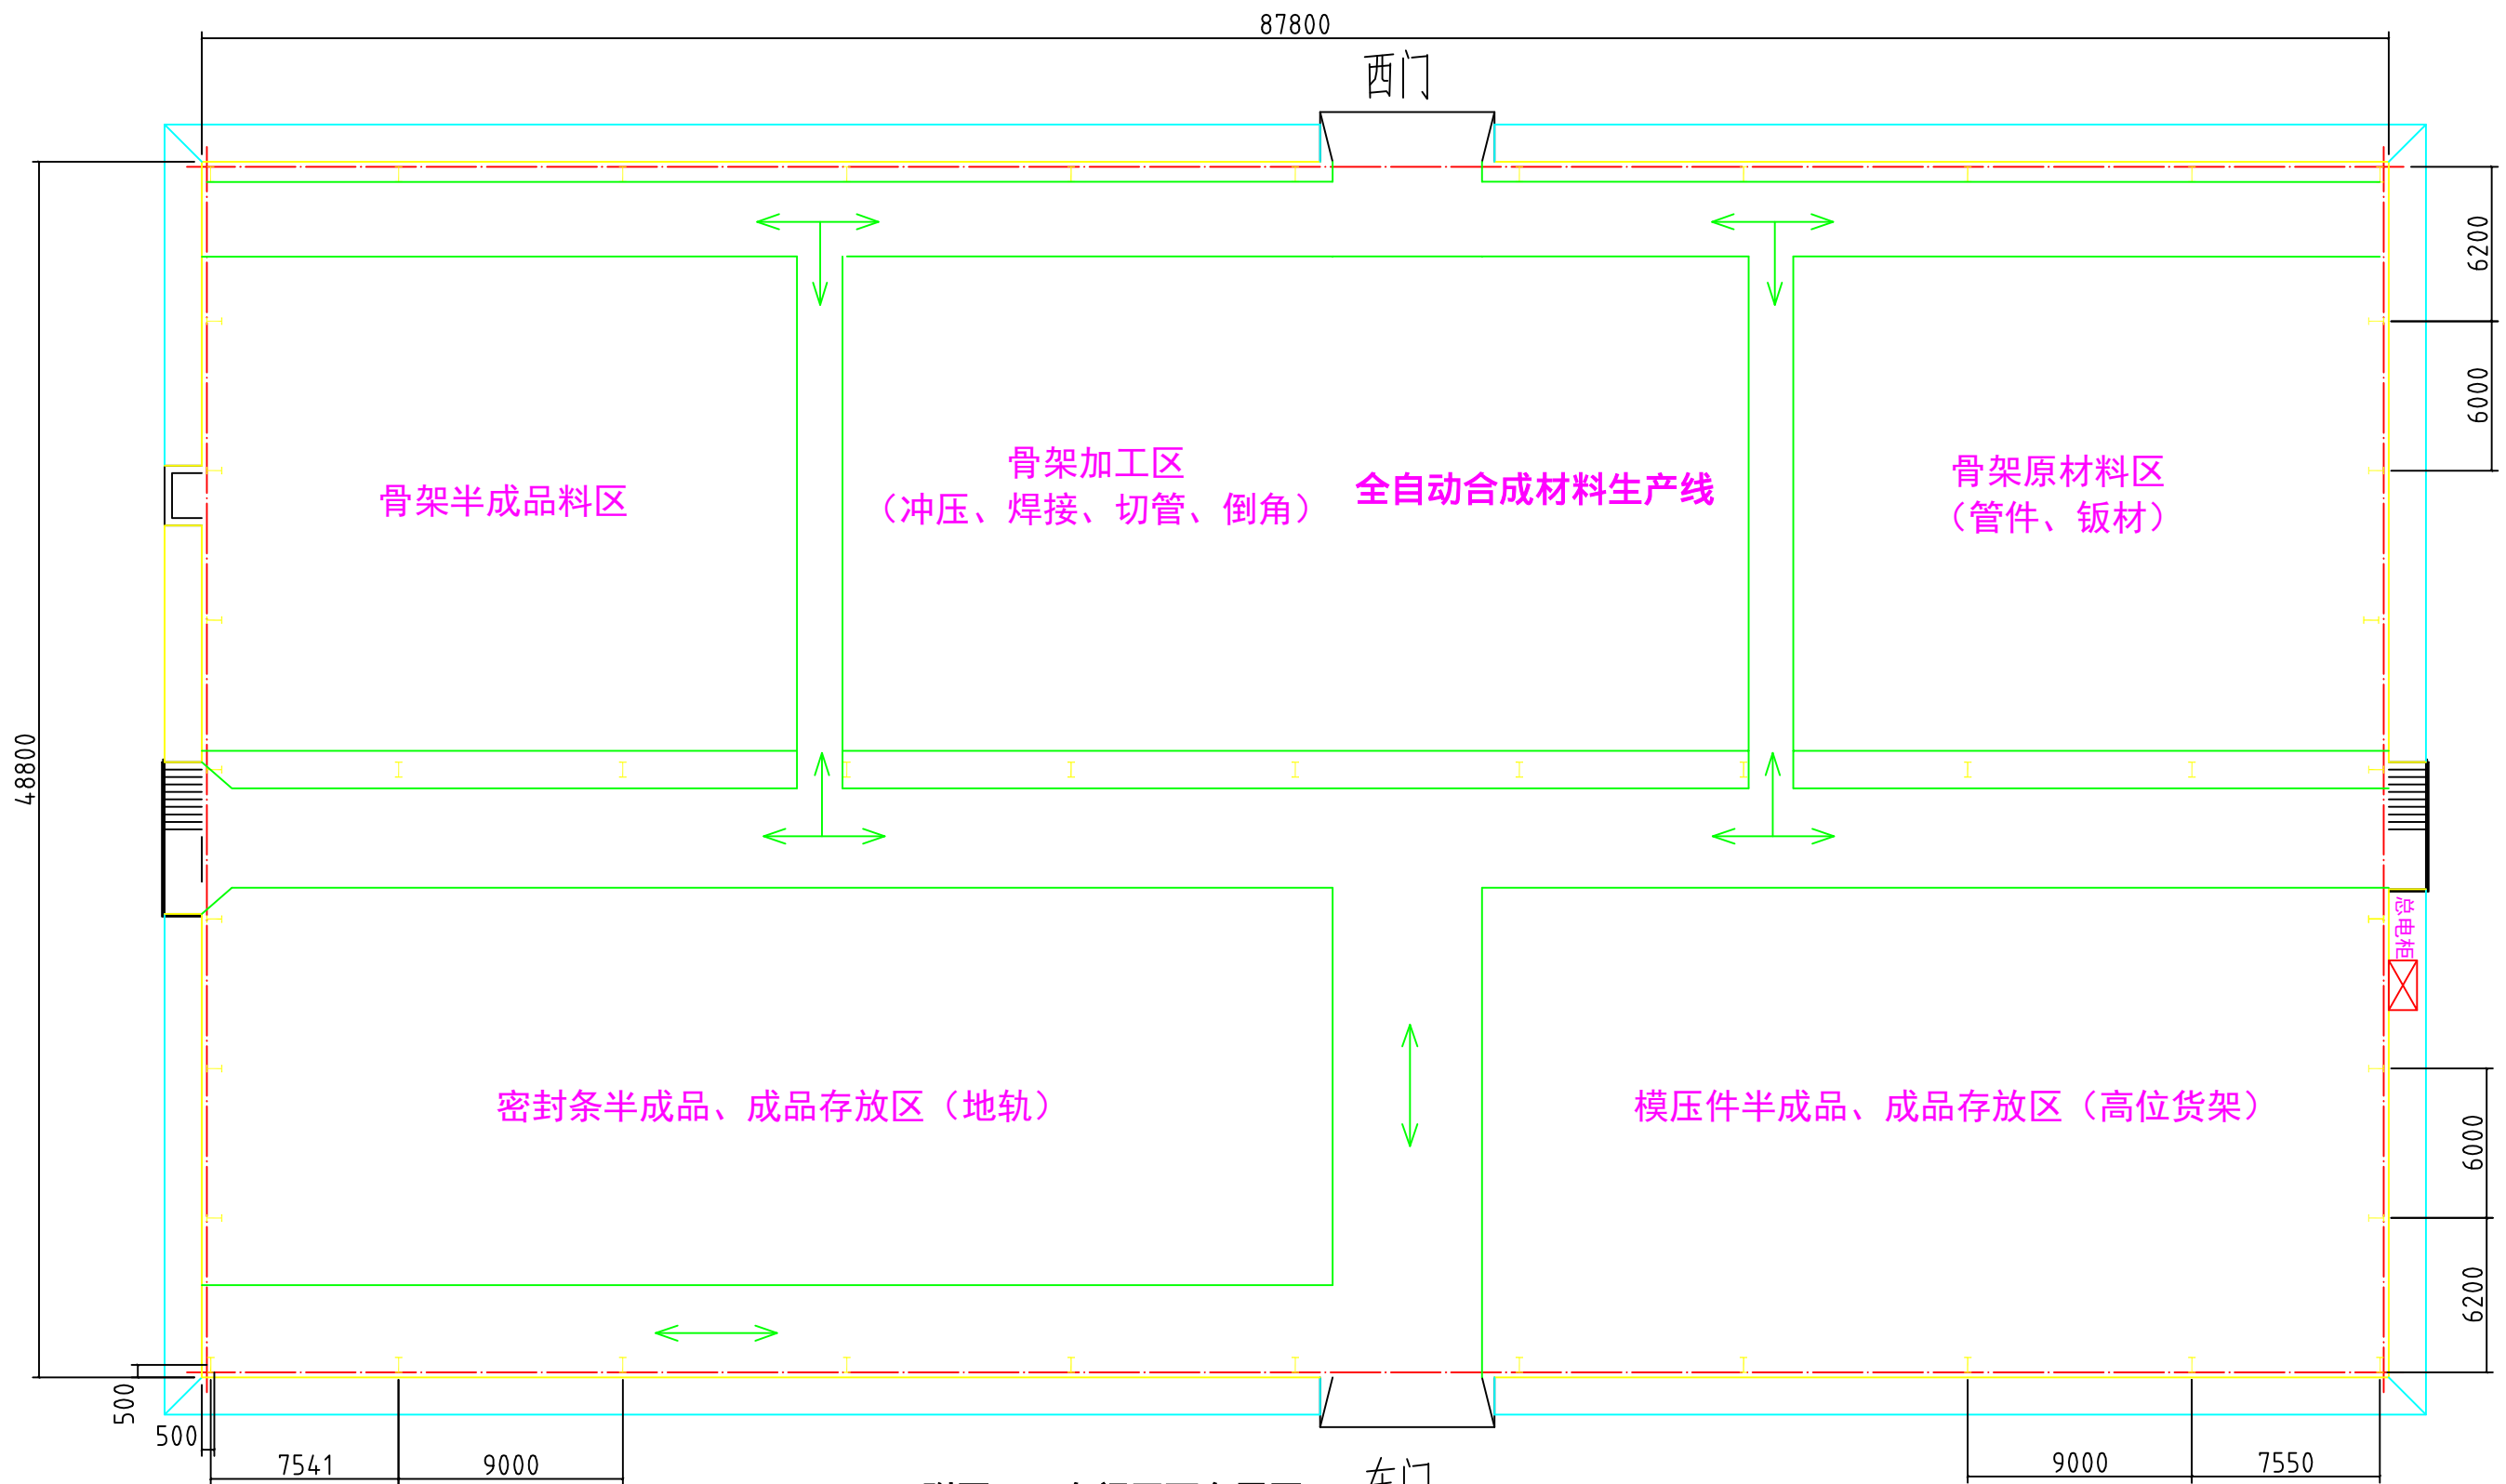 87800
西门
6200
6000
骨架半成品料区
骨架加工区
（冲压、焊接、切管、倒角）
全自动合成材料生产线
骨架原材料区
（管件、钣材）
48800
总电柜
密封条半成品、成品存放区（地轨）
模压件半成品、成品存放区（高位货架）
6000
6200
500
500
7541
9000
9000
7550